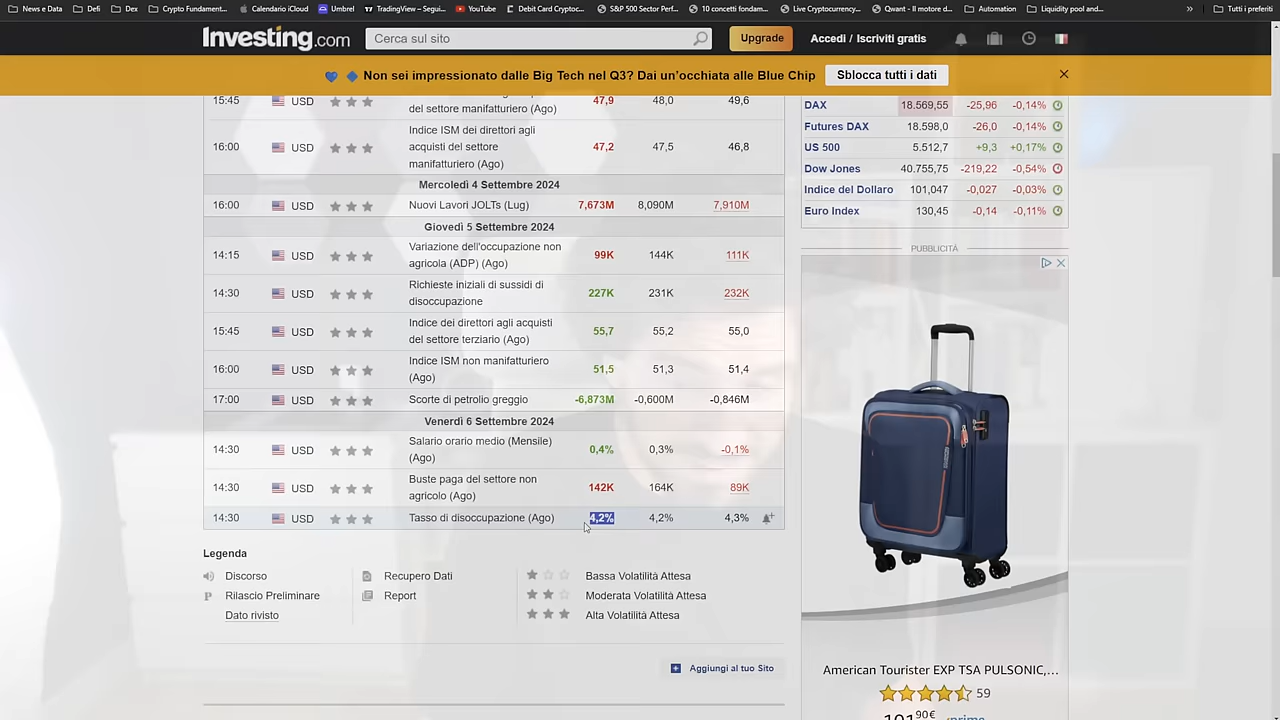 News e Data Defi Dex Crypto Fundament... Calendario iCloud Umbrel TradingView – Segui... YouTube Debit Card Cryptoc... S&P 500 Sector Perf... 10 concetti fondam... Live Cryptocurrency... Qwant - Il motore d... Automation Liquidity pool and... » Tutti i preferiti
Investing.com Cerca sul sito Upgrade Accedi / Iscriviti gratis
Non sei impressionato dalle Big Tech nel Q3? Dai un'occhiata alle Blue Chip Sblocca tutti i dati
15:45 USD 47,9 48,0 49,6
del settore manifatturiero (Ago)
16:00 USD Indice ISM dei direttori agli 47,2 47,5 46,8
acquisti del settore
manifatturiero (Ago)
Mercoledì 4 Settembre 2024
16:00 USD Nuovi Lavori JOLTs (Lug) 7,673M 8,090M 7,910M
Giovedì 5 Settembre 2024
14:15 USD Variazione dell'occupazione non 99K 144K 111K
agricola (ADP) (Ago)
14:30 USD Richieste iniziali di sussidi di 227K 231K 232K
disoccupazione
15:45 USD Indice dei direttori agli acquisti 55,7 55,2 55,0
del settore terziario (Ago)
16:00 USD Indice ISM non manifatturiero 51,5 51,3 51,4
(Ago)
17:00 USD Scorte di petrolio greggio -6,873M -0,600M -0,846M
Venerdì 6 Settembre 2024
14:30 USD Salario orario medio (Mensile) 0,4% 0,3% -0,1%
(Ago)
14:30 USD Buste paga del settore non 142K 164K 89K
agricolo (Ago)
14:30 USD Tasso di disoccupazione (Ago) 4,2% 4,2% 4,3%
Legenda
Discorso Recupero Dati Bassa Volatilità Attesa
P Rilascio Preliminare Report Moderata Volatilità Attesa
Dato rivisto Alta Volatilità Attesa
Aggiungi al tuo Sito
DAX 18.569,55 -25,96 -0,14%
Futures DAX 18.598,0 -26,0 -0,14%
US 500 5.512,7 +9,3 +0,17%
Dow Jones 40.755,75 -219,22 -0,54%
Indice del Dollaro 101,047 -0,027 -0,03%
Euro Index 130,45 -0,14 -0,11%
PUBBLICITÀ
American Tourister EXP TSA PULSONIC,...
59
90€ prime